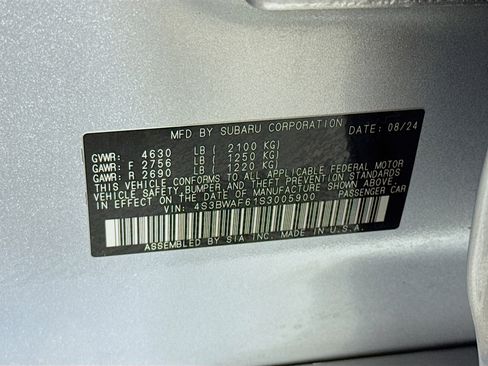 MFD BY SUBARU CORPORATION DATE: 08/24
GVWR: 4630 LB ( 2100 KG)
GAWR: F 2756 LB ( 1250 KG)
GAWR: R 2690 LB ( 1220 KG)
THIS VEHICLE CONFORMS TO ALL APPLICABLE FEDERAL MOTOR
VEHICLE SAFETY, BUMPER, AND THEFT PREVENTION STANDARDS
IN EFFECT ON THE DATE OF MANUFACTURE SHOWN ABOVE.
VIN: 4S3BWAF61S3005900 PASSENGER CAR
ASSEMBLED BY SIA INC. MADE IN U.S.A.